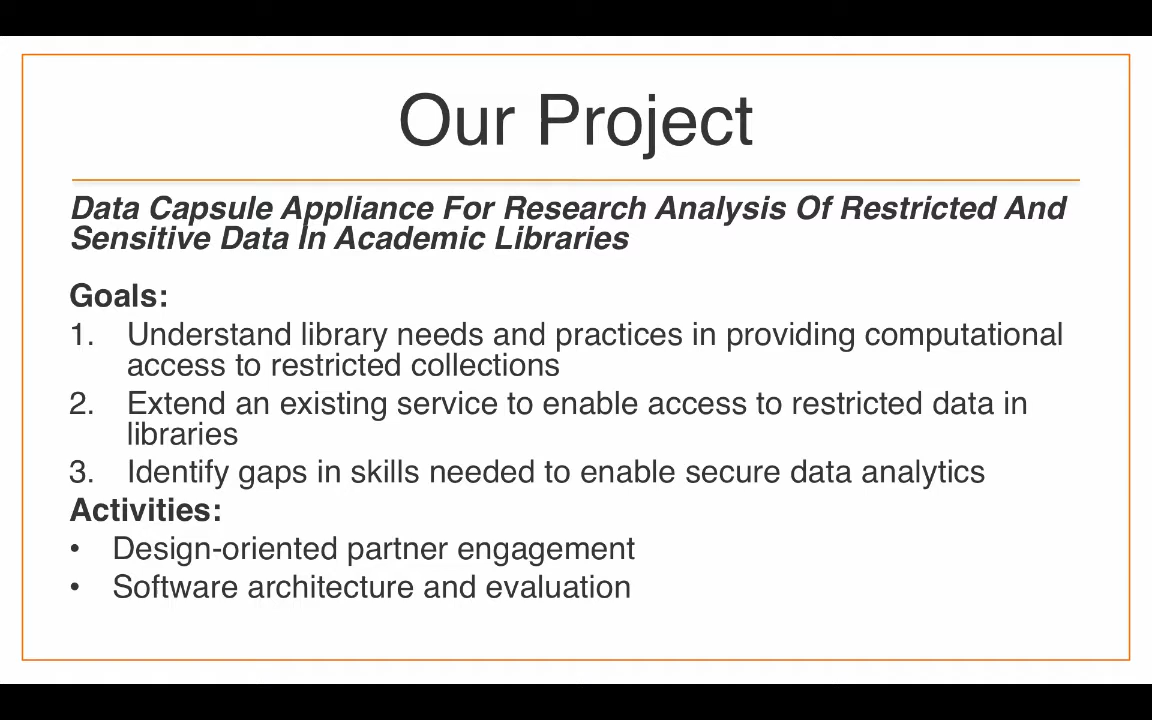 Our Project
Data Capsule Appliance For Research Analysis Of Restricted And
Sensitive Data In Academic Libraries
Goals:
1. Understand library needs and practices in providing computational
access to restricted collections
2. Extend an existing service to enable access to restricted data in
libraries
3. Identify gaps in skills needed to enable secure data analytics
Activities:
• Design-oriented partner engagement
• Software architecture and evaluation